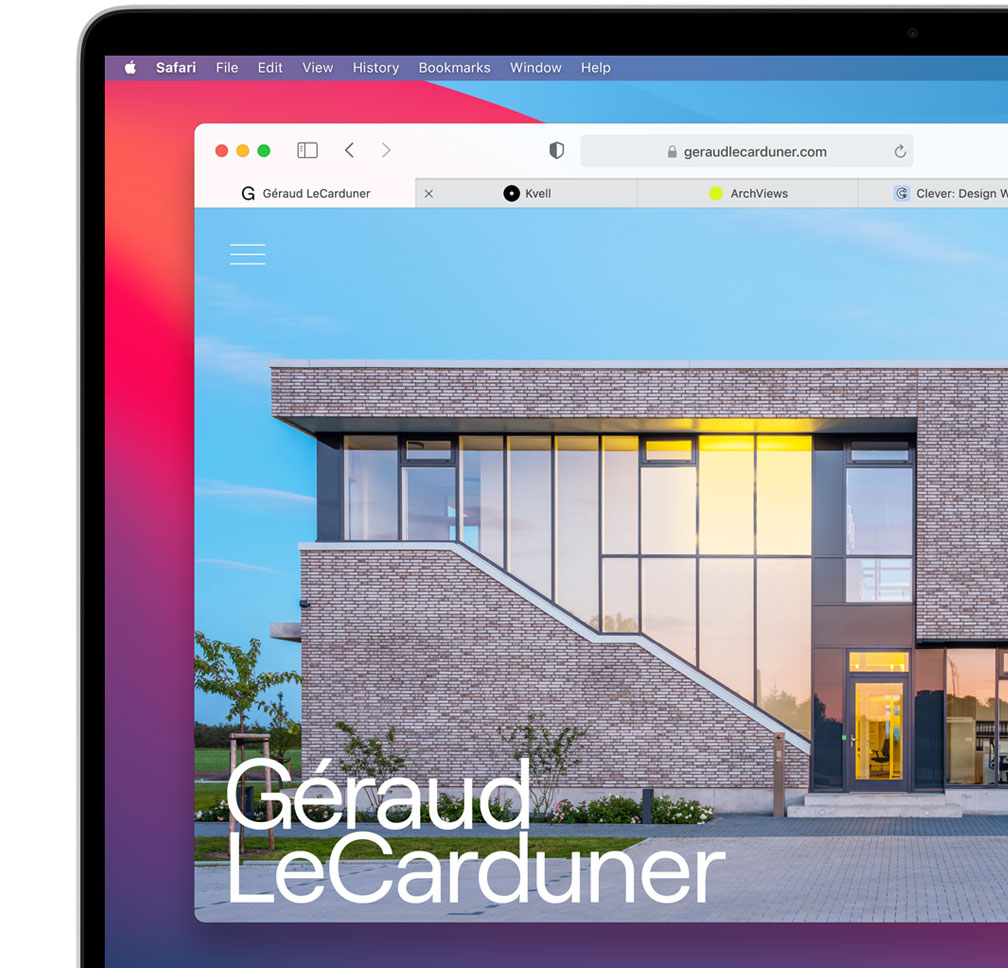 Safari File Edit View History Bookmarks Window Help
geraudlecarduner.com
G Géraud LeCarduner
Kvell
ArchViews
Clever: Design W
Géraud
LeCarduner